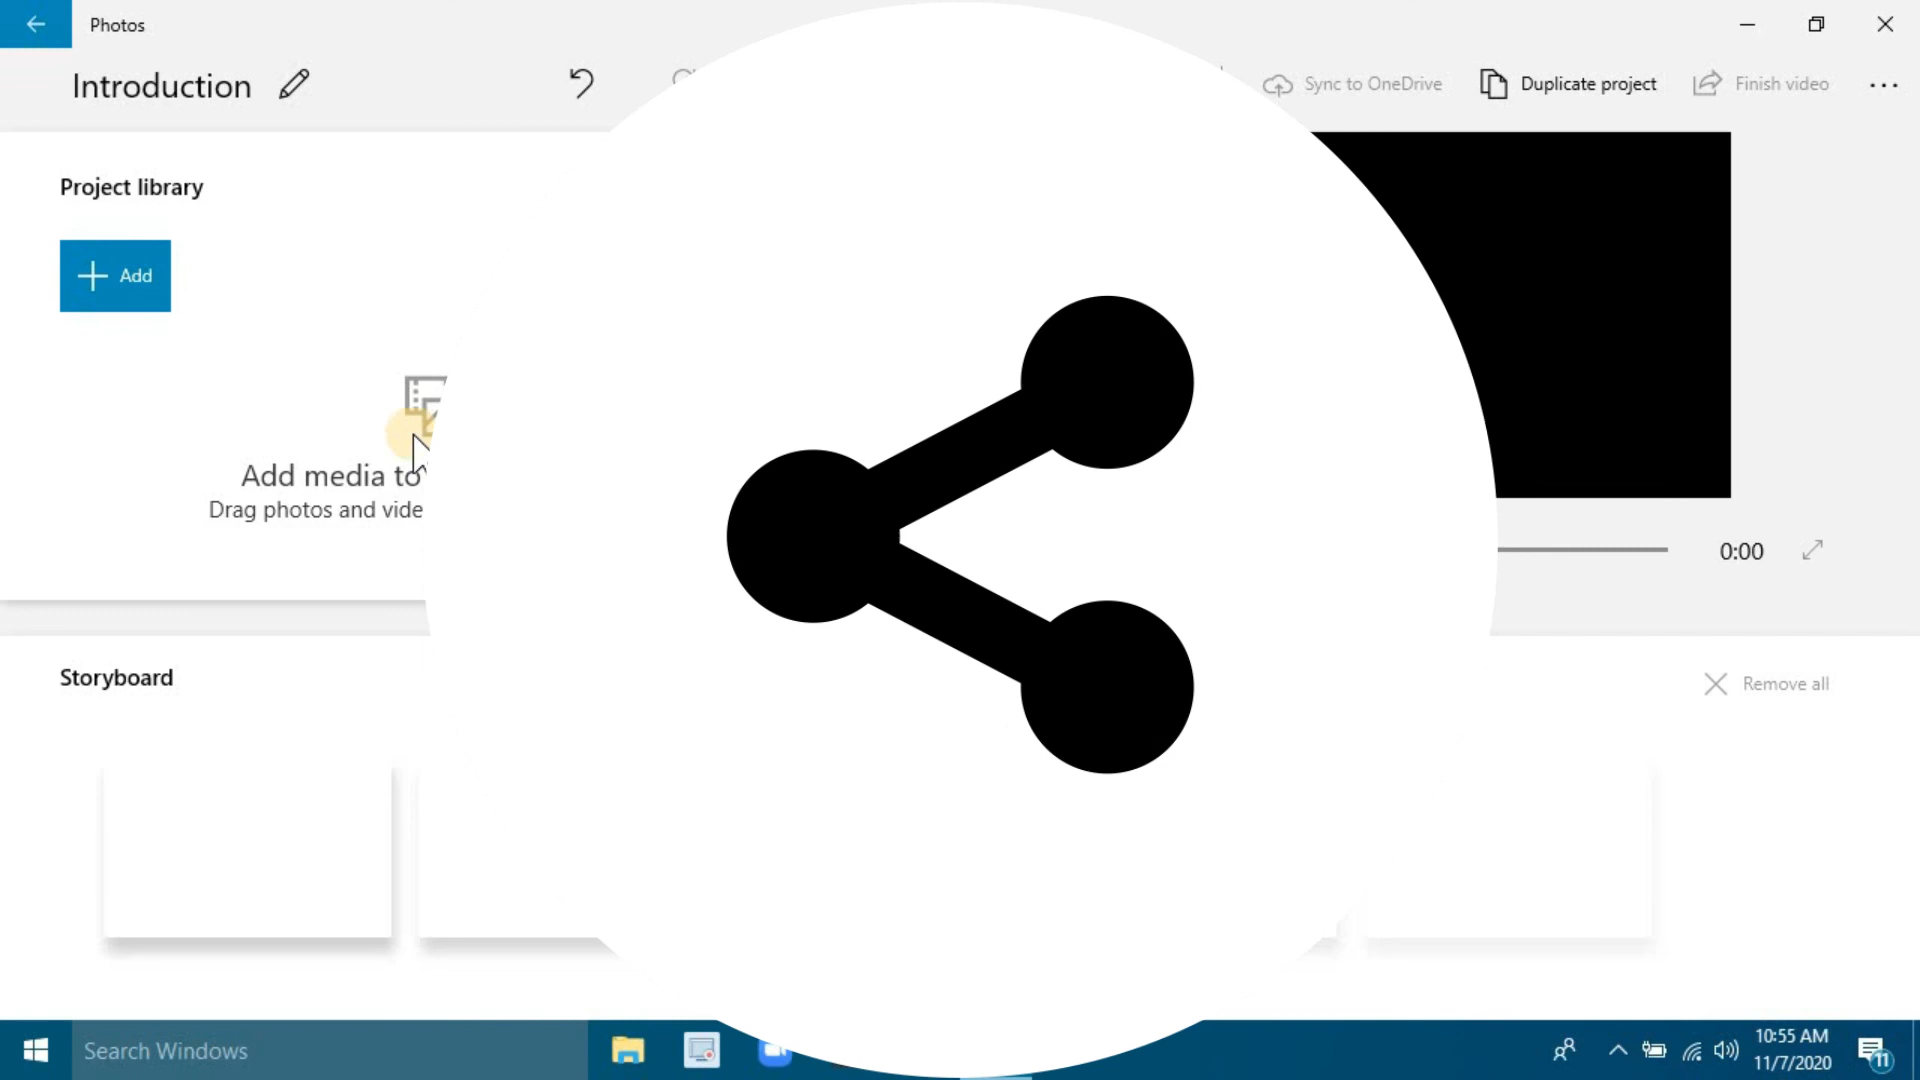 Photos
Introduction
Sync to OneDrive
Duplicate project
Finish video
Project library
Add
Add media to
Drag photos and vide
0:00
Storyboard
Remove all
Search Windows
10:55 AM
11/7/2020
11